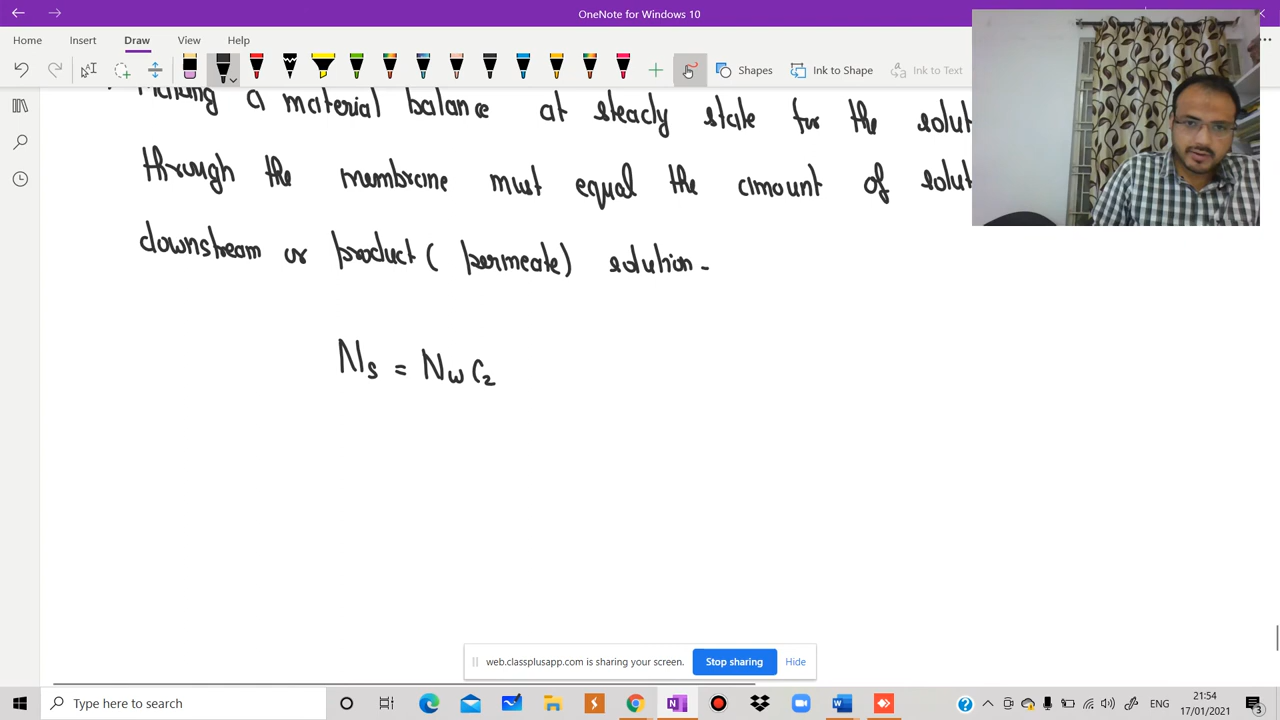 OneNote for Windows 10
Home Insert Draw View Help
Shapes Ink to Shape Ink to Text
Making a material balance at steady state for the solut
through the membrane must equal the amount of solut
downstream or product (permeate) solution.
Ns = Nw C2
web.classplusapp.com is sharing your screen. Stop sharing Hide
Type here to search
ENG
21:54
17/01/2021
3